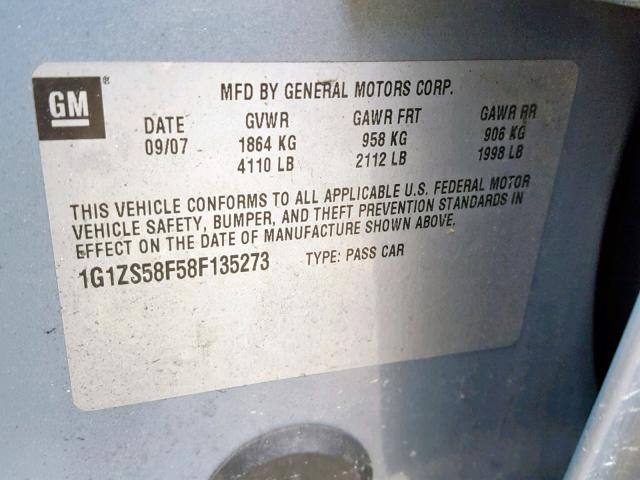 GM®
MFD BY GENERAL MOTORS CORP.
DATE GVWR GAWR FRT GAWR RR
09/07 1864 KG 958 KG 906 KG
4110 LB 2112 LB 1998 LB
THIS VEHICLE CONFORMS TO ALL APPLICABLE U.S. FEDERAL MOTOR
VEHICLE SAFETY, BUMPER, AND THEFT PREVENTION STANDARDS IN
EFFECT ON THE DATE OF MANUFACTURE SHOWN ABOVE.
1G1ZS58F58F135273 TYPE: PASS CAR